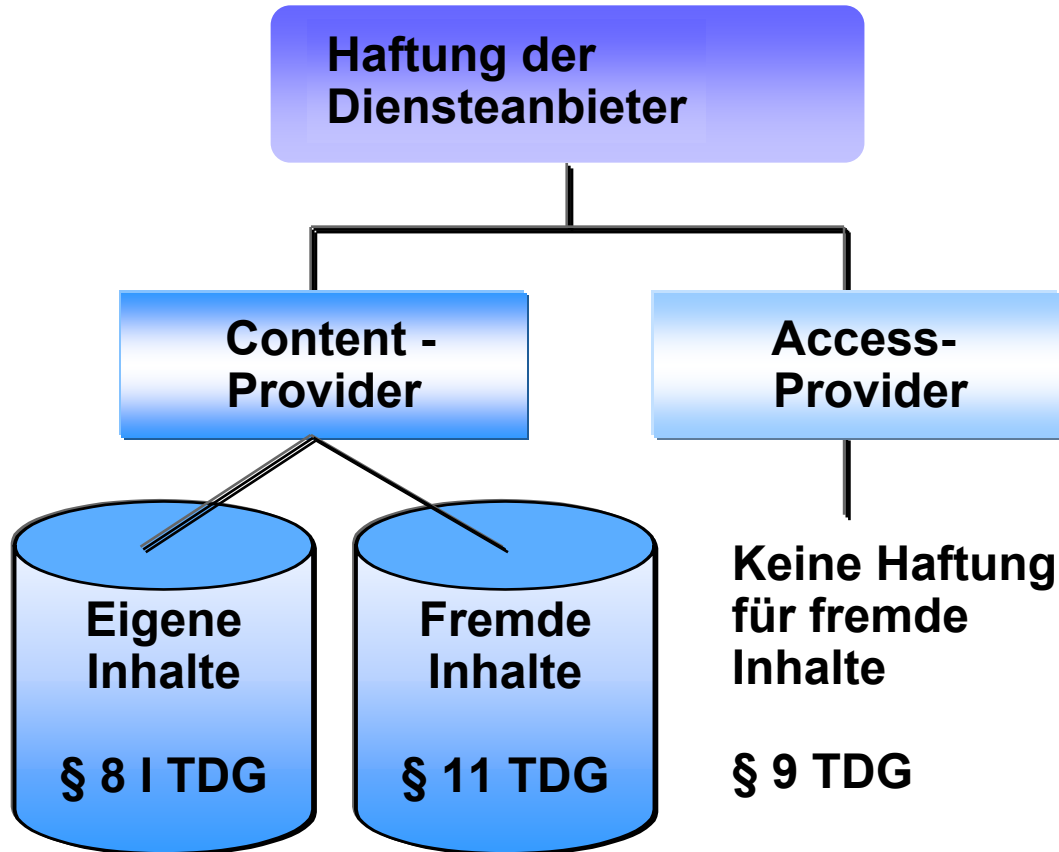 Haftung der
Diensteanbieter
Content -
Provider
Access-
Provider
Eigene
Inhalte
§ 8 I TDG
Fremde
Inhalte
§ 11 TDG
Keine Haftung
für fremde
Inhalte
§ 9 TDG